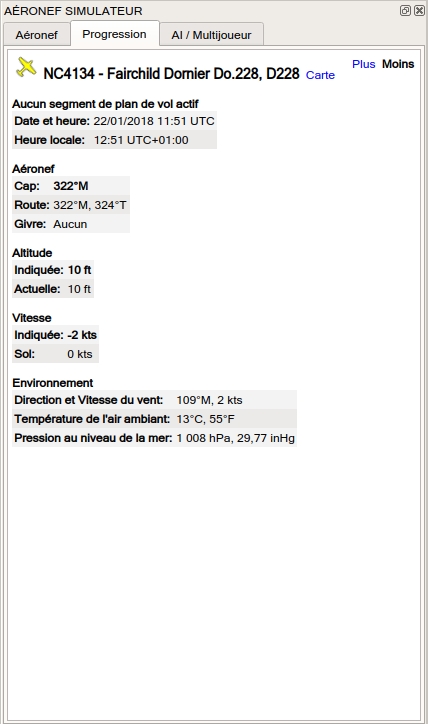 AÉRONEF SIMULATEUR
Aéronef Progression AI / Multijoueur
Plus Moins
NC4134 - Fairchild Dornier Do.228, D228 Carte
Aucun segment de plan de vol actif
Date et heure: 22/01/2018 11:51 UTC
Heure locale: 12:51 UTC+01:00
Aéronef
Cap: 322°M
Route: 322°M, 324°T
Givre: Aucun
Altitude
Indiquée: 10 ft
Actuelle: 10 ft
Vitesse
Indiquée: -2 kts
Sol: 0 kts
Environnement
Direction et Vitesse du vent: 109°M, 2 kts
Température de l'air ambiant: 13°C, 55°F
Pression au niveau de la mer: 1 008 hPa, 29,77 inHg